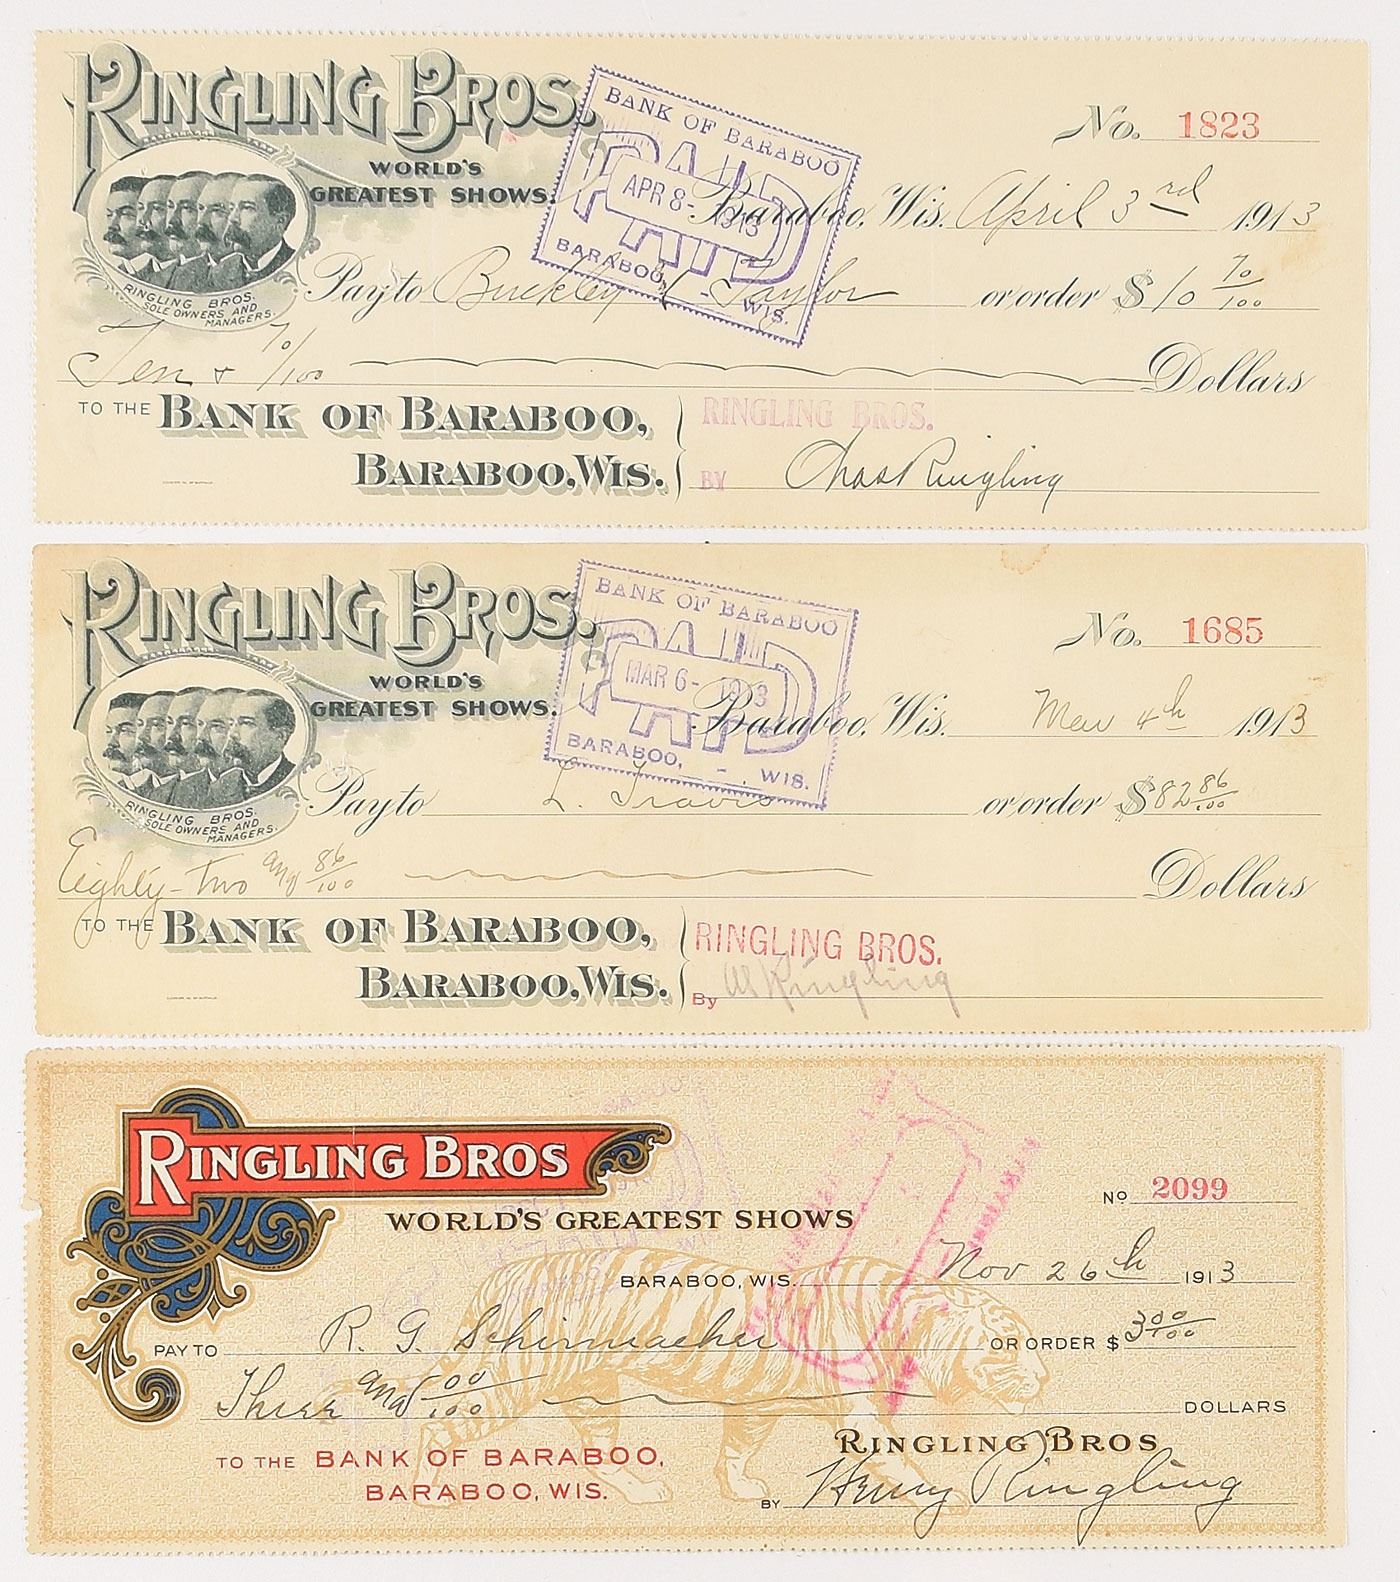 RINGLING BROS.
WORLD'S
GREATEST SHOWS.
RINGLING BROS.
SOLE OWNERS AND
MANAGERS.
BANK OF BARABOO
PAID
APR 8- 1913
BARABOO, - WIS.
No. 1823
Baraboo, Wis. April 3rd 1913
Pay to Buckley & Taylor or order $10 70/100
Ten & 70/100 Dollars
TO THE BANK OF BARABOO,
BARABOO, WIS.
RINGLING BROS.
BY Chas Ringling
RINGLING BROS.
WORLD'S
GREATEST SHOWS.
RINGLING BROS.
SOLE OWNERS AND
MANAGERS.
BANK OF BARABOO
PAID
MAR 6- 1913
BARABOO, - WIS.
No. 1685
Baraboo, Wis. Mar 4th 1913
Pay to L. Travis or order $82 86/100
Eighty-Two and 86/100 Dollars
TO THE BANK OF BARABOO,
BARABOO, WIS.
RINGLING BROS.
By Al Ringling
RINGLING BROS
WORLD'S GREATEST SHOWS
No 2099
BARABOO, WIS. Nov 26th 1913
PAY TO R. G. Schirmacher OR ORDER $3 00/100
Three and 00/100 DOLLARS
TO THE BANK OF BARABOO,
BARABOO, WIS.
RINGLING BROS
BY Henry Ringling